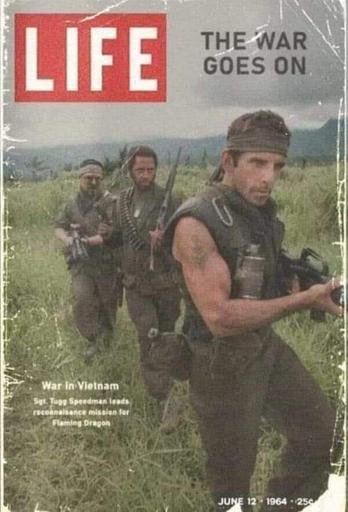 LIFE
THE WAR
GOES ON
War in Vietnam
Sgt. Tugg Speedman leads
recoonaisance mission for
Flaming Dragon
JUNE 12 · 1964 · 25¢